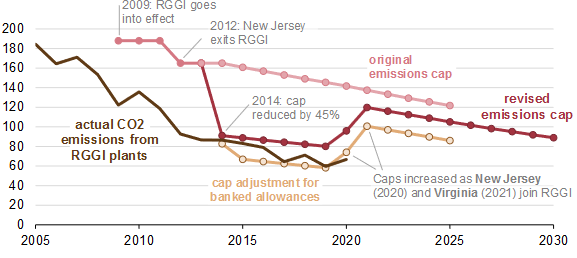 2009: RGGI goes
into effect
2012: New Jersey
exits RGGI
200
180
160
140
120
100
80
60
40
20
0
original
emissions cap
revised
emissions cap
2014: cap
reduced by 45%
actual CO2
emissions from
RGGI plants
cap adjustment for
banked allowances
Caps increased as New Jersey
(2020) and Virginia (2021) join RGGI
2005
2010
2015
2020
2025
2030